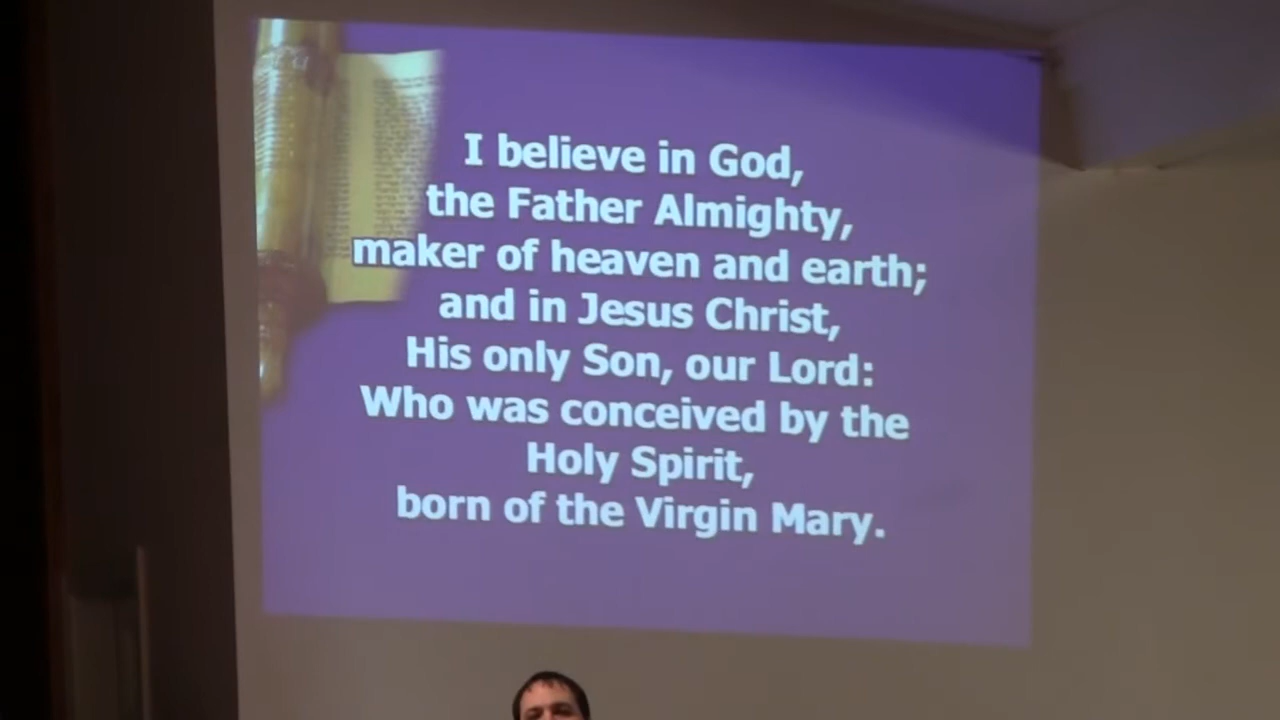 I believe in God,
the Father Almighty,
maker of heaven and earth;
and in Jesus Christ,
His only Son, our Lord:
Who was conceived by the
Holy Spirit,
born of the Virgin Mary.